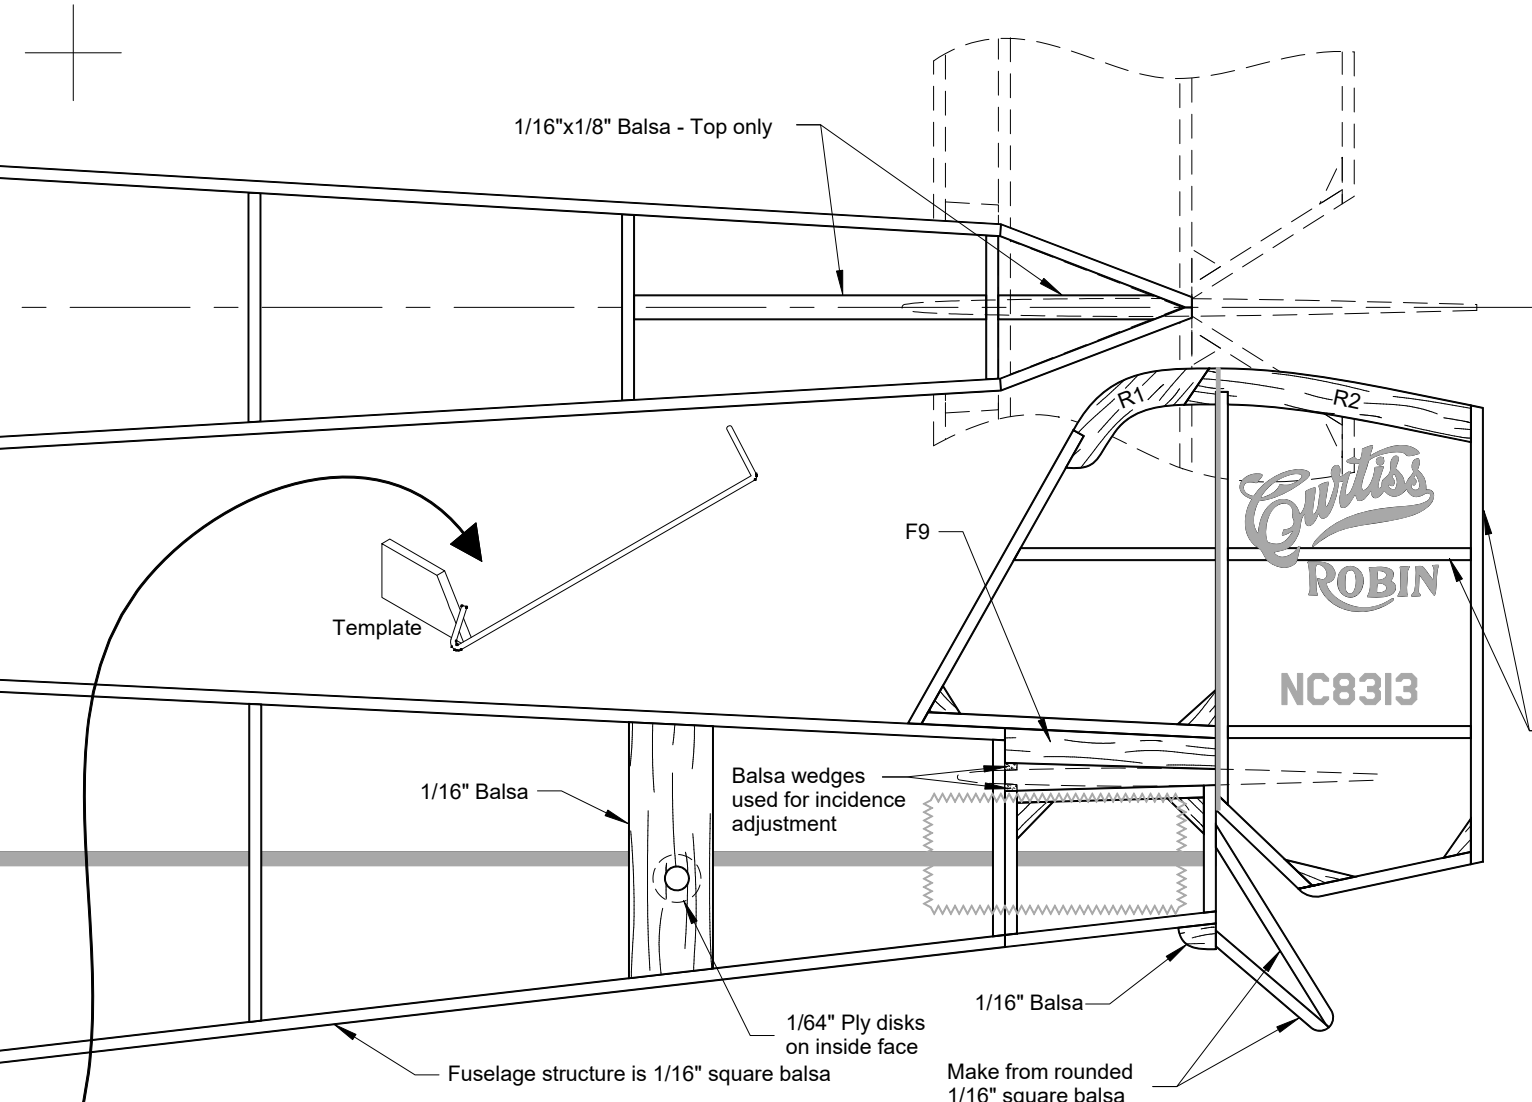 1/16"x1/8" Balsa - Top only
R1
R2
Curtiss
ROBIN
F9
Template
NC8313
1/16" Balsa
Balsa wedges
used for incidence
adjustment
1/16" Balsa
1/64" Ply disks
on inside face
Fuselage structure is 1/16" square balsa
Make from rounded
1/16" square balsa